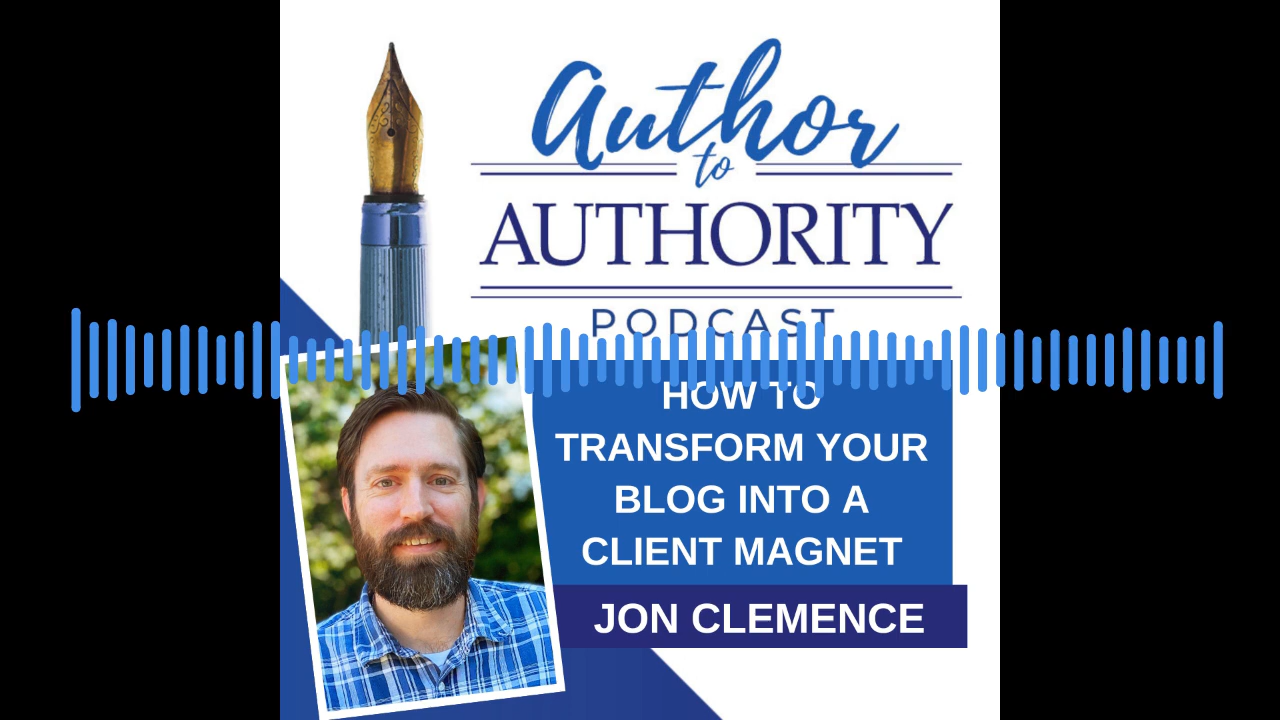 Author
to
AUTHORITY
PODCAST
HOW TO
TRANSFORM YOUR
BLOG INTO A
CLIENT MAGNET
JON CLEMENCE